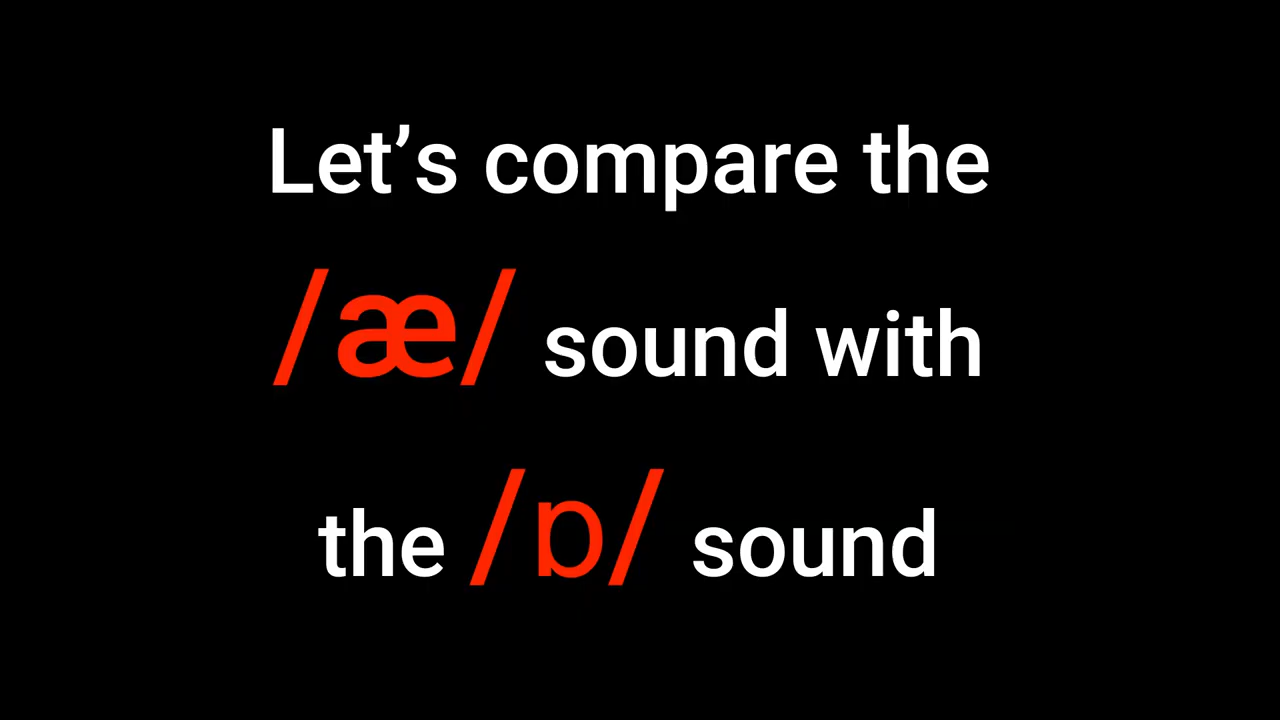 Let’s compare the
/æ/ sound with
the /ɒ/ sound